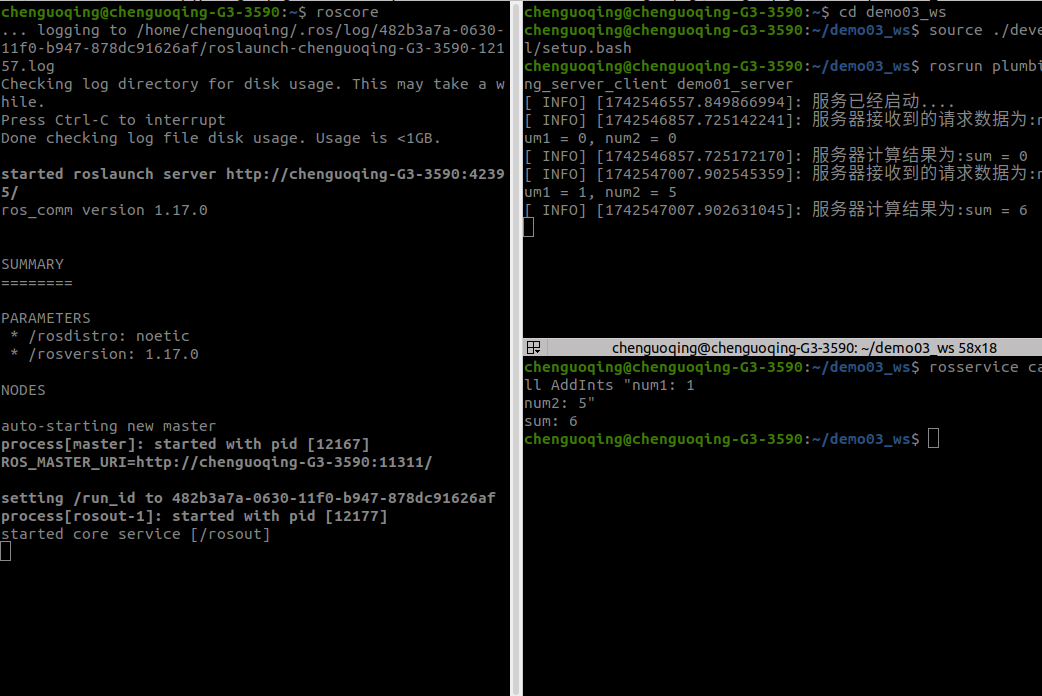 chenguoqing@chenguoqing-G3-3590:~$ roscore
... logging to /home/chenguoqing/.ros/log/482b3a7a-0630-
11f0-b947-878dc91626af/roslaunch-chenguoqing-G3-3590-121
57.log
Checking log directory for disk usage. This may take a w
hile.
Press Ctrl-C to interrupt
Done checking log file disk usage. Usage is <1GB.
started roslaunch server http://chenguoqing-G3-3590:4239
5/
ros_comm version 1.17.0
SUMMARY
========
PARAMETERS
* /rosdistro: noetic
* /rosversion: 1.17.0
NODES
auto-starting new master
process[master]: started with pid [12167]
ROS_MASTER_URI=http://chenguoqing-G3-3590:11311/
setting /run_id to 482b3a7a-0630-11f0-b947-878dc91626af
process[rosout-1]: started with pid [12177]
started core service [/rosout]
chenguoqing@chenguoqing-G3-3590:~$ cd demo03_ws
chenguoqing@chenguoqing-G3-3590:~/demo03_ws$ source ./deve
l/setup.bash
chenguoqing@chenguoqing-G3-3590:~/demo03_ws$ rosrun plumbi
ng_server_client demo01_server
[ INFO] [1742546557.849866994]: 服务已经启动....
[ INFO] [1742546857.725142241]: 服务器接收到的请求数据为:n
um1 = 0, num2 = 0
[ INFO] [1742546857.725172170]: 服务器计算结果为:sum = 0
[ INFO] [1742547007.902545359]: 服务器接收到的请求数据为:n
um1 = 1, num2 = 5
[ INFO] [1742547007.902631045]: 服务器计算结果为:sum = 6
chenguoqing@chenguoqing-G3-3590: ~/demo03_ws 58x18
chenguoqing@chenguoqing-G3-3590:~/demo03_ws$ rosservice ca
ll AddInts "num1: 1
num2: 5"
sum: 6
chenguoqing@chenguoqing-G3-3590:~/demo03_ws$